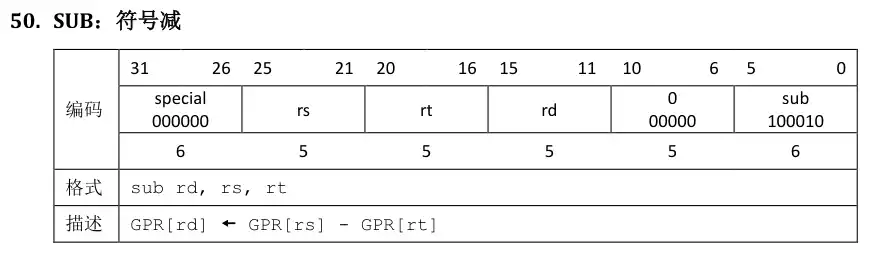 50. SUB：符号减
31 26 25 21 20 16 15 11 10 6 5 0
编码
special rs rt rd 0 sub
000000 00000 100010
6 5 5 5 5 6
格式 sub rd, rs, rt
描述 GPR[rd] ← GPR[rs] - GPR[rt]